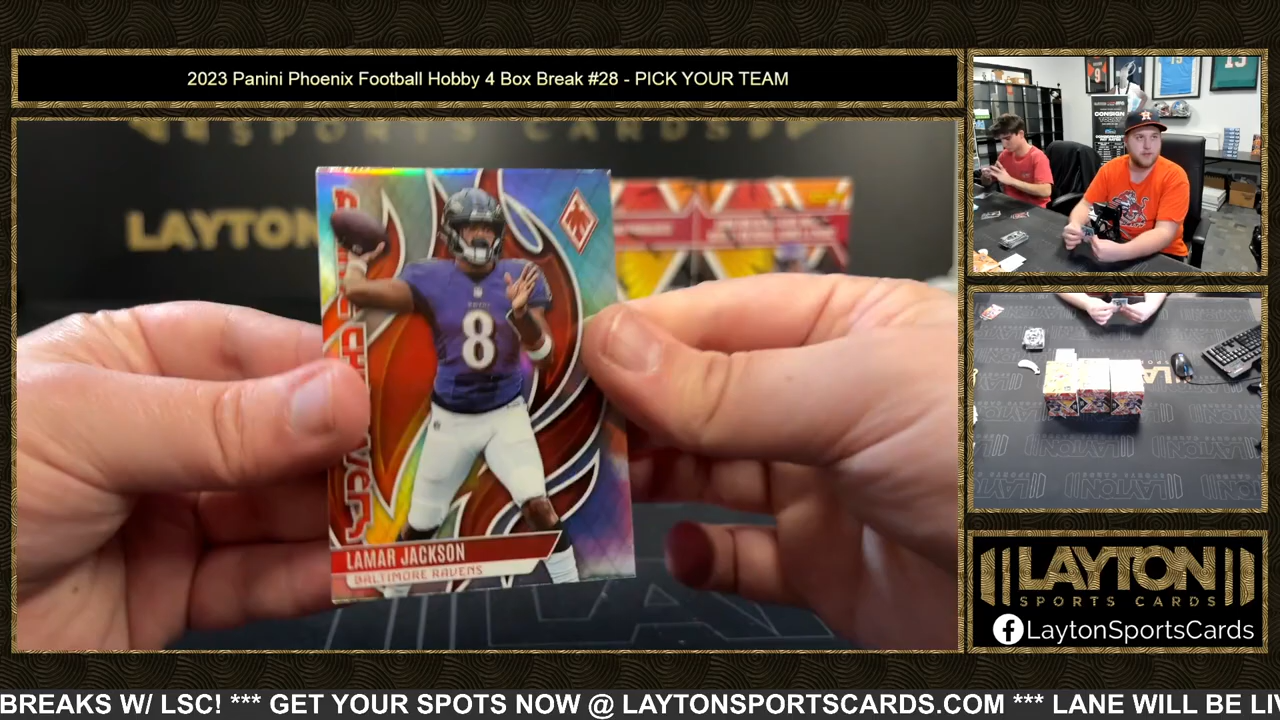 2023 Panini Phoenix Football Hobby 4 Box Break #28 - PICK YOUR TEAM
LAYTON
8
LAMAR JACKSON
BALTIMORE RAVENS
LAYTON
SPORTS CARDS
LaytonSportsCards
BREAKS W/ LSC! *** GET YOUR SPOTS NOW @ LAYTONSPORTSCARDS.COM *** LANE WILL BE LIV